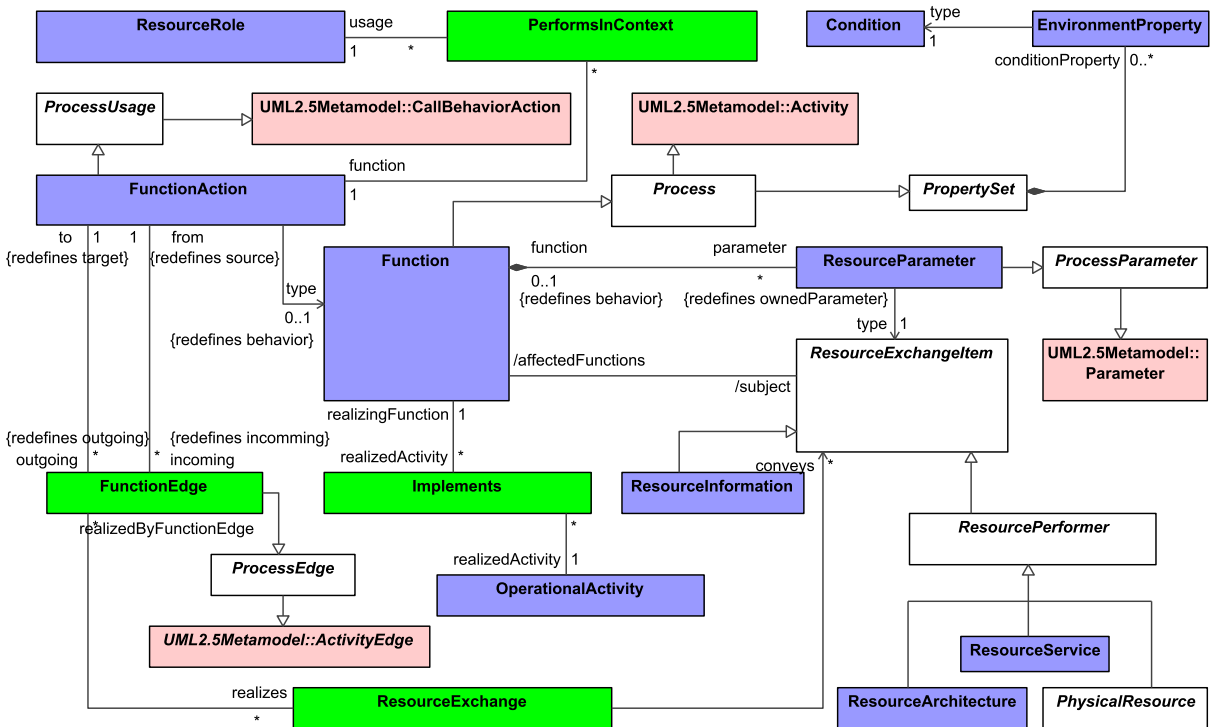 ResourceRole
usage
1
*
PerformsInContext
Condition
type
1
EnvironmentProperty
conditionProperty
0..*
*
ProcessUsage
UML2.5Metamodel::CallBehaviorAction
UML2.5Metamodel::Activity
function
1
FunctionAction
Process
PropertySet
to
1
1
from
{redefines target}
{redefines source}
type
0..1
{redefines behavior}
Function
function
0..1
{redefines behavior}
parameter
*
{redefines ownedParameter}
ResourceParameter
ProcessParameter
type
1
ResourceExchangeItem
UML2.5Metamodel::
Parameter
/affectedFunctions
/subject
realizingFunction
1
{redefines outgoing}
{redefines incomming}
outgoing
*
*
incoming
realizedActivity
*
conveys
*
FunctionEdge
Implements
ResourceInformation
*
realizedByFunctionEdge
*
ResourcePerformer
ProcessEdge
realizedActivity
1
OperationalActivity
UML2.5Metamodel::ActivityEdge
ResourceService
realizes
*
ResourceExchange
ResourceArchitecture
PhysicalResource